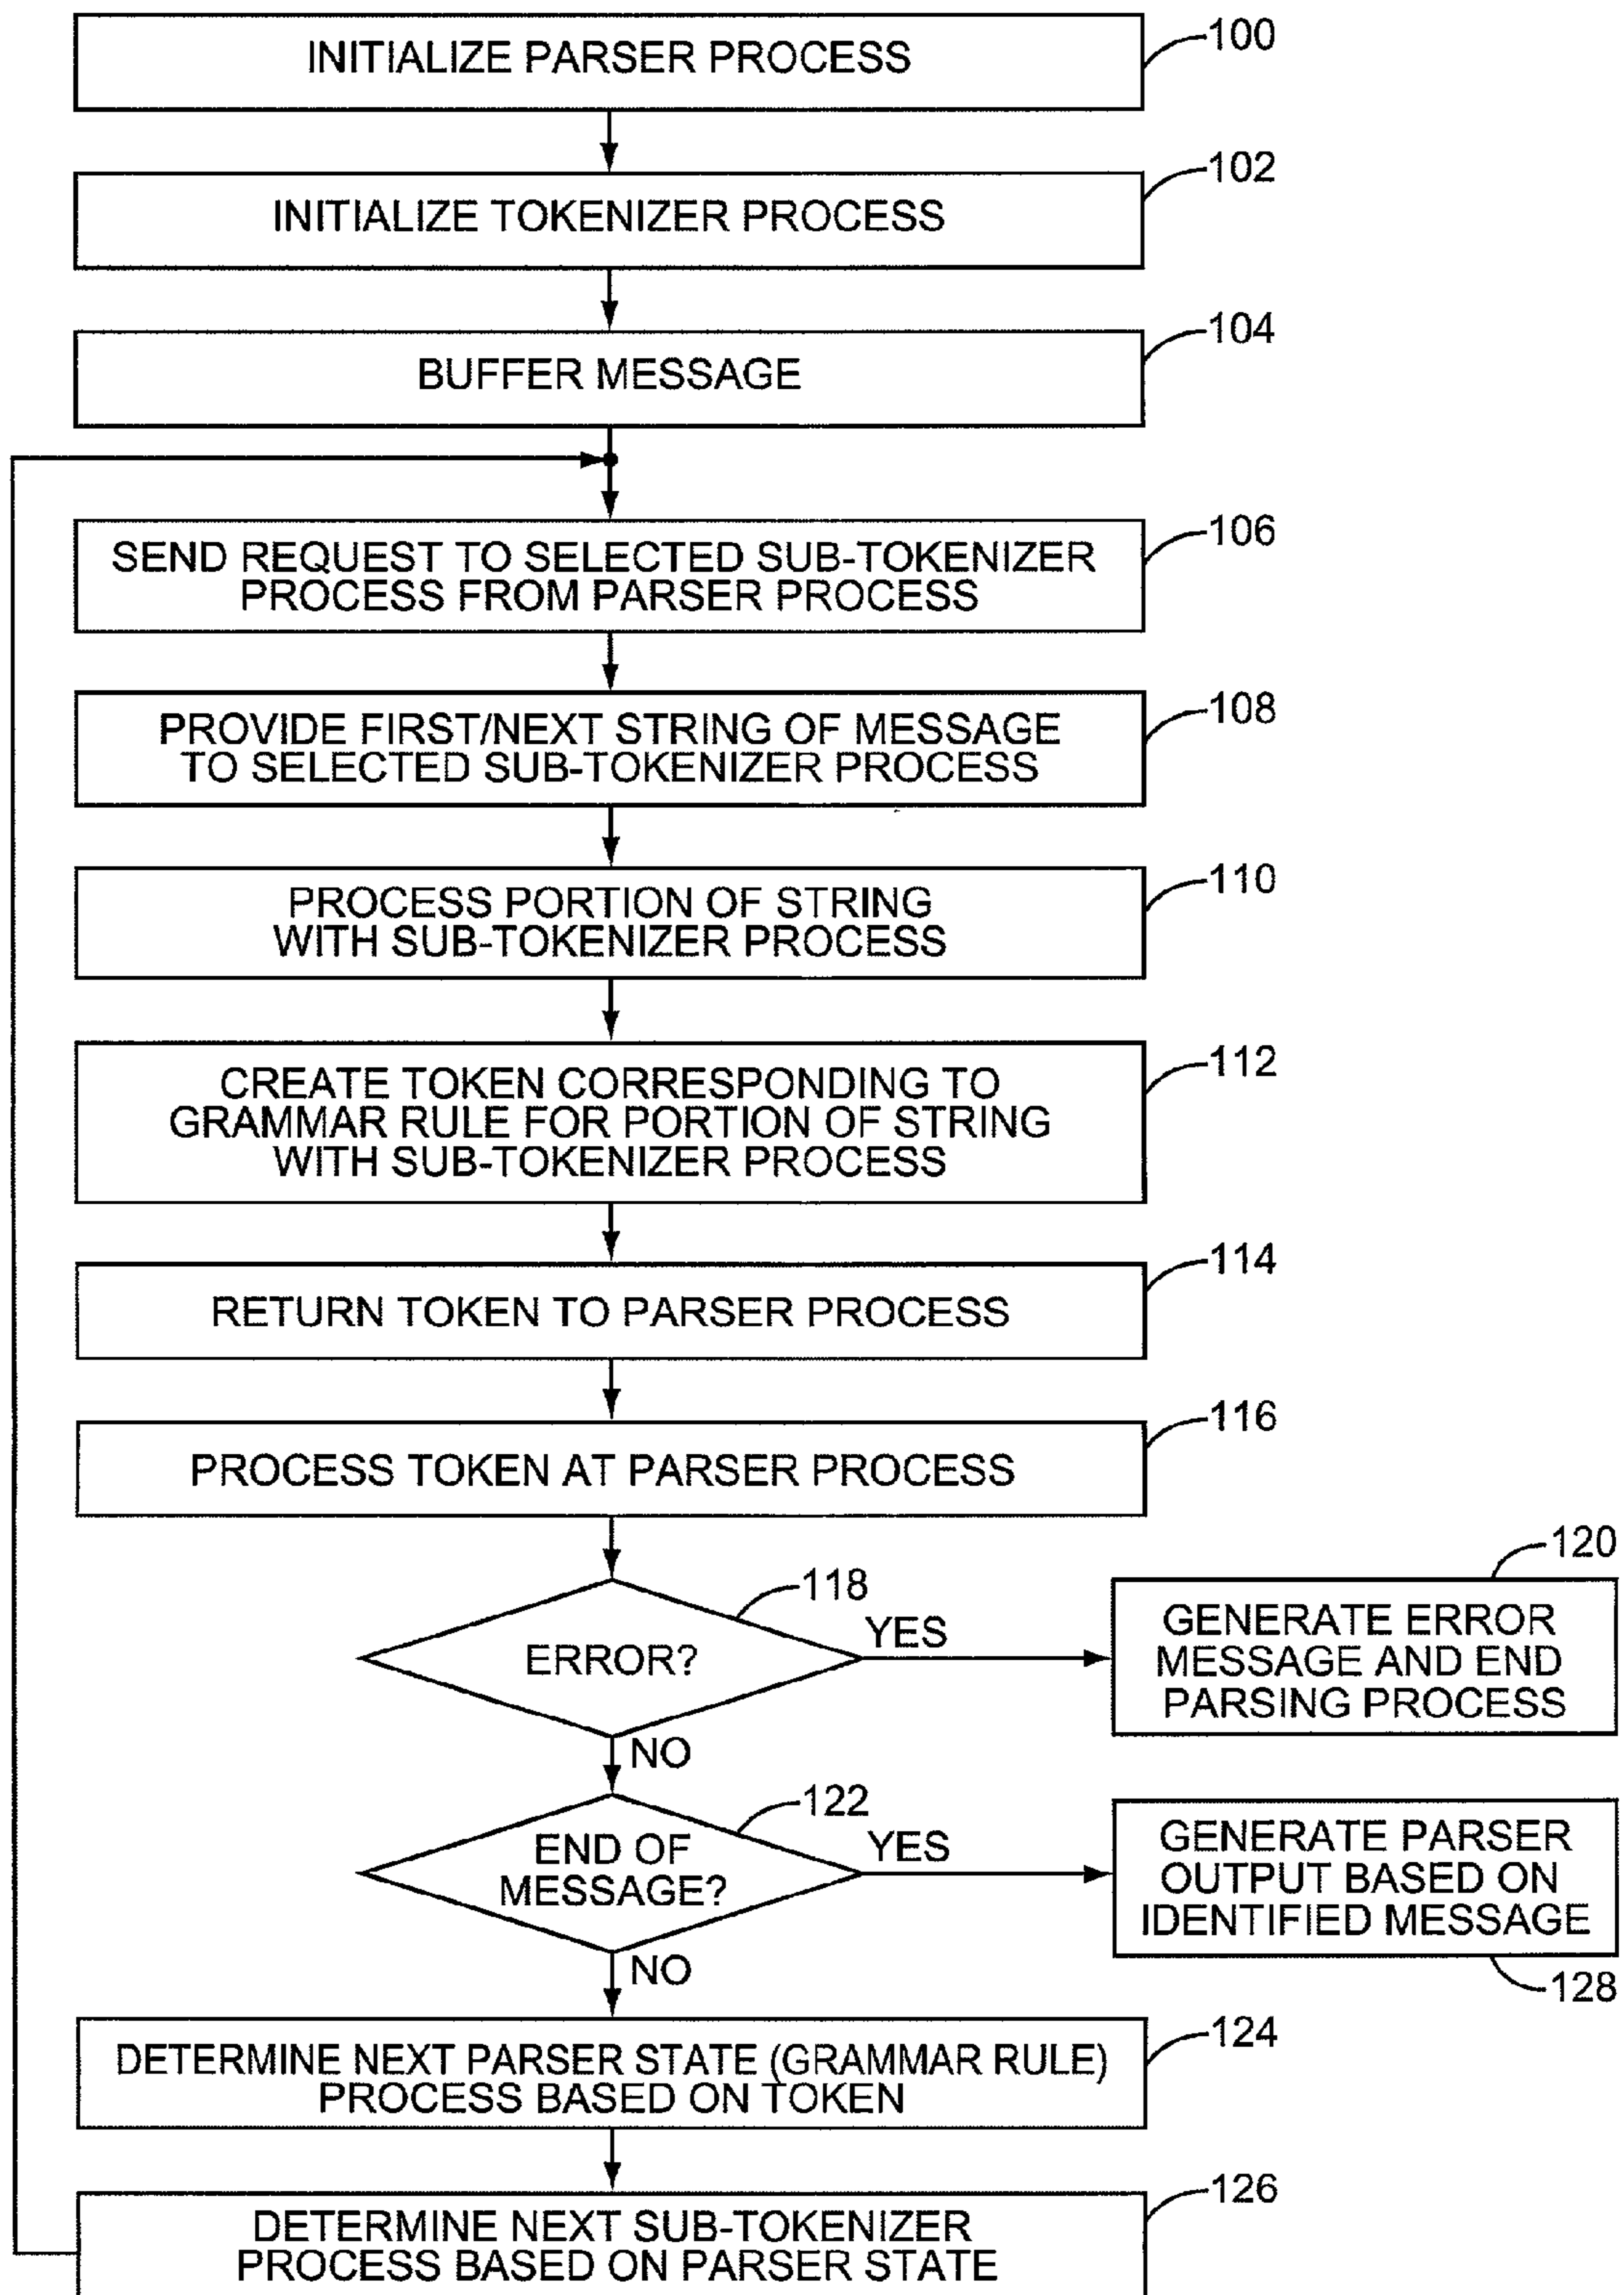 INITIALIZE PARSER PROCESS
100
INITIALIZE TOKENIZER PROCESS
102
BUFFER MESSAGE
104
SEND REQUEST TO SELECTED SUB-TOKENIZER
PROCESS FROM PARSER PROCESS
106
PROVIDE FIRST/NEXT STRING OF MESSAGE
TO SELECTED SUB-TOKENIZER PROCESS
108
PROCESS PORTION OF STRING
WITH SUB-TOKENIZER PROCESS
110
CREATE TOKEN CORRESPONDING TO
GRAMMAR RULE FOR PORTION OF STRING
WITH SUB-TOKENIZER PROCESS
112
RETURN TOKEN TO PARSER PROCESS
114
PROCESS TOKEN AT PARSER PROCESS
116
ERROR?
118
YES
NO
GENERATE ERROR
MESSAGE AND END
PARSING PROCESS
120
END OF
MESSAGE?
122
YES
NO
GENERATE PARSER
OUTPUT BASED ON
IDENTIFIED MESSAGE
128
DETERMINE NEXT PARSER STATE (GRAMMAR RULE)
PROCESS BASED ON TOKEN
124
DETERMINE NEXT SUB-TOKENIZER
PROCESS BASED ON PARSER STATE
126